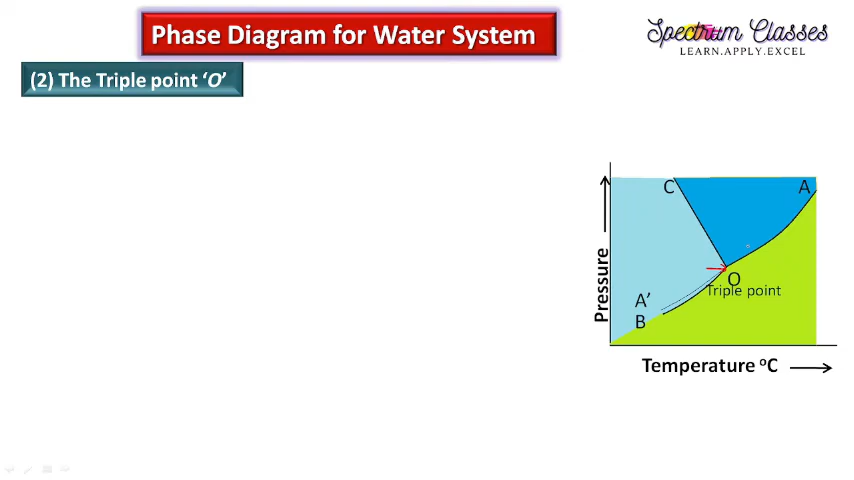 Phase Diagram for Water System
Spectrum Classes
LEARN.APPLY.EXCEL
(2) The Triple point ‘O’
C
A
O
Triple point
A’
B
Pressure
Temperature ºC